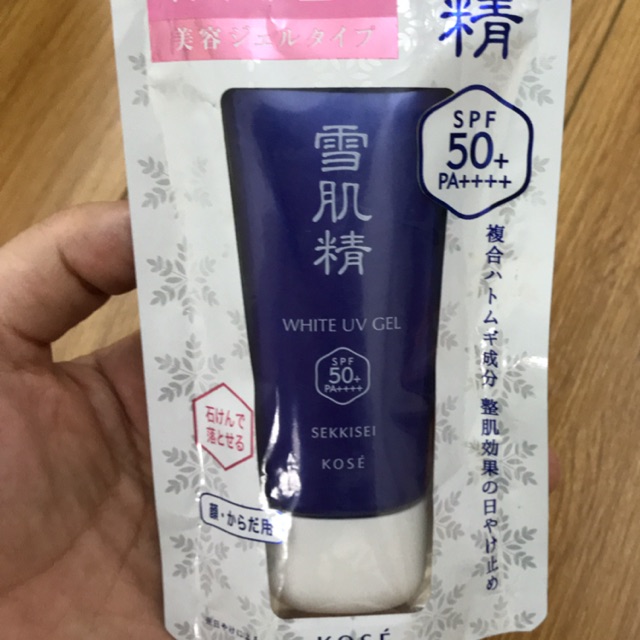 美容ジェルタイプ
精
SPF
50+
PA++++
雪肌精
WHITE UV GEL
SPF
50+
PA++++
SEKKISEI
KOSÉ
複合ハトムギ成分/整肌効果の日やけ止め
石けんで
落とせる
顔・からだ用
KOSÉ